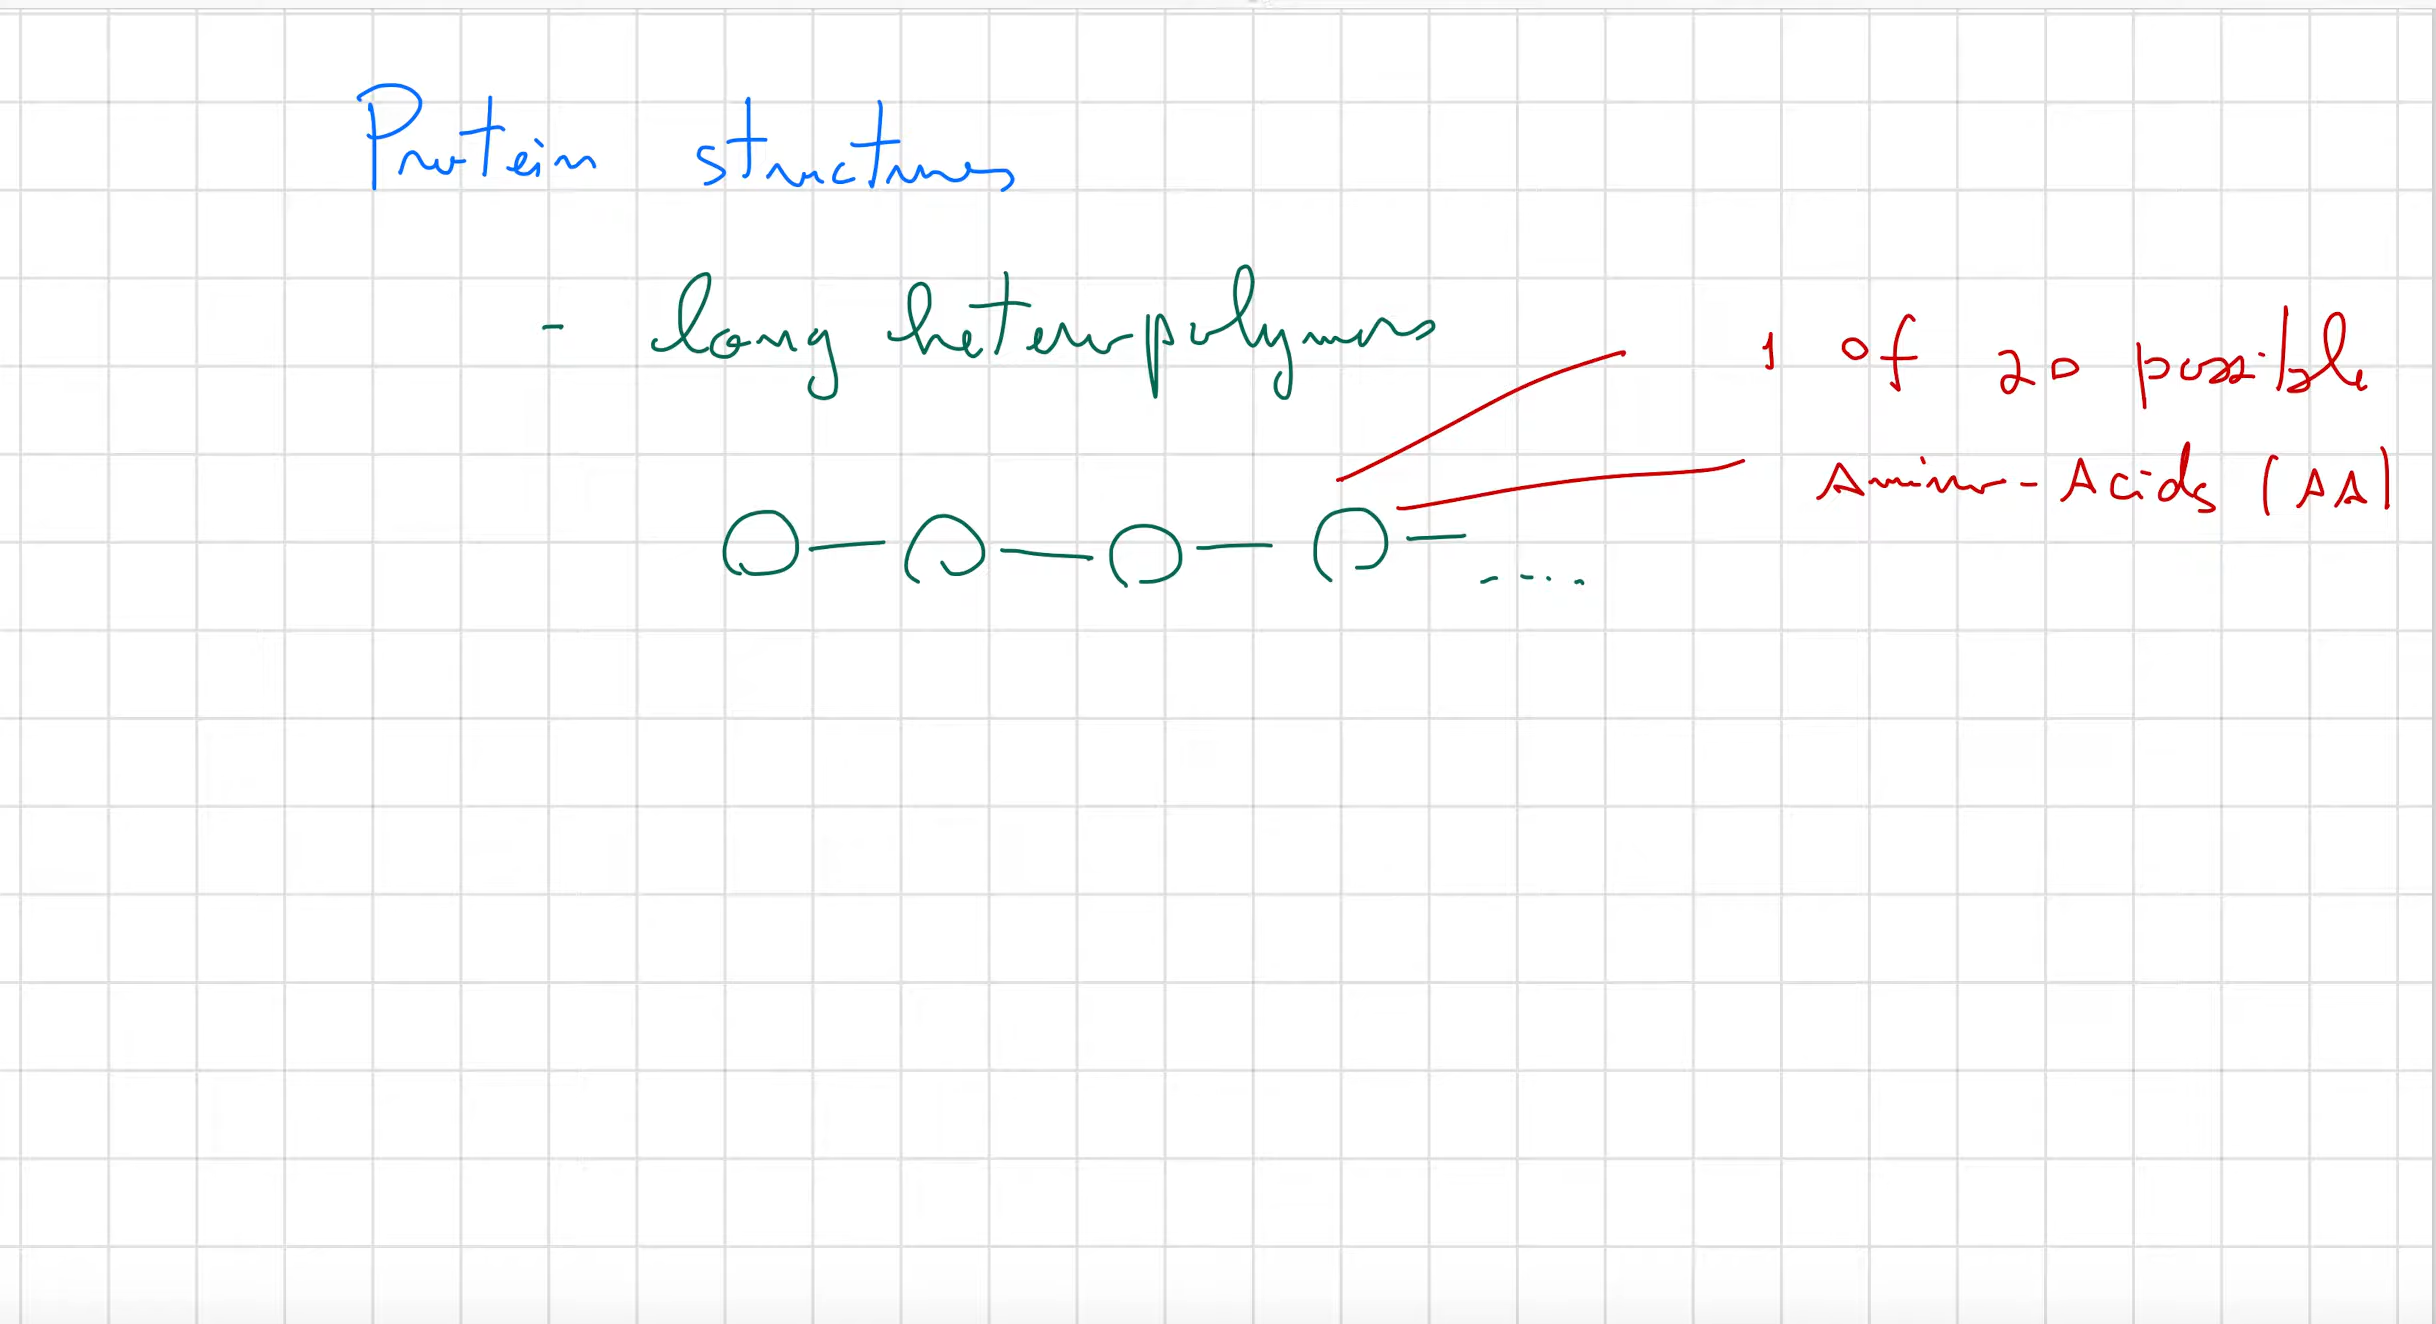 Protein structures
- long heteropolymers
1 of 20 possible
Amino-Acids (AA)